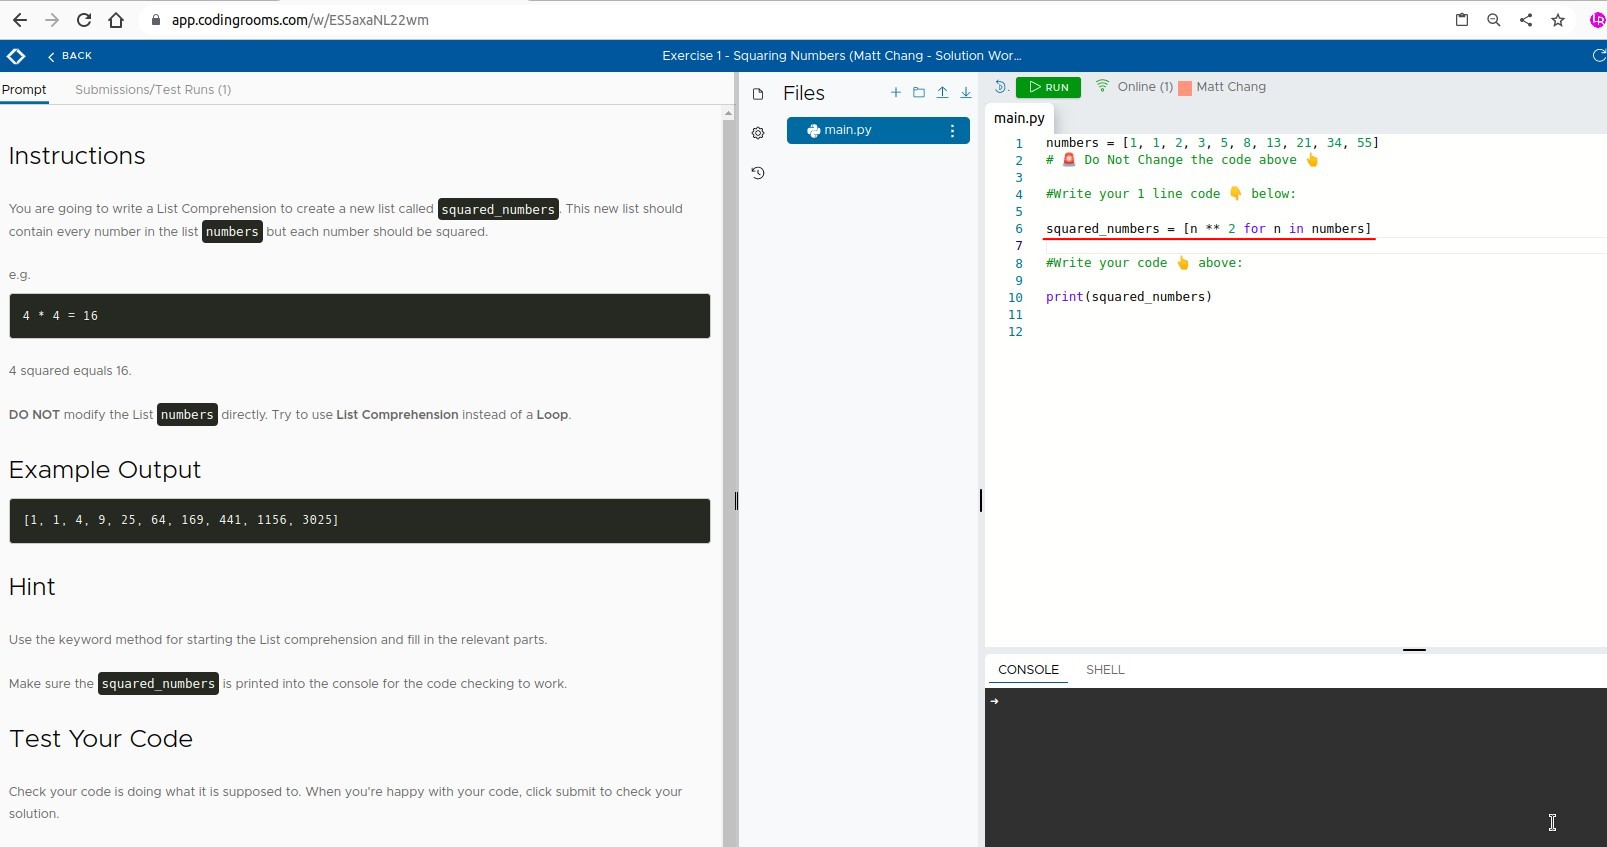 app.codingrooms.com/w/ES5axaNL22wm
LR
BACK
Exercise 1 - Squaring Numbers (Matt Chang - Solution Wor...
Prompt Submissions/Test Runs (1)
Instructions
You are going to write a List Comprehension to create a new list called squared_numbers. This new list should
contain every number in the list numbers but each number should be squared.
e.g.
4 * 4 = 16
4 squared equals 16.
DO NOT modify the List numbers directly. Try to use List Comprehension instead of a Loop.
Example Output
[1, 1, 4, 9, 25, 64, 169, 441, 1156, 3025]
Hint
Use the keyword method for starting the List comprehension and fill in the relevant parts.
Make sure the squared_numbers is printed into the console for the code checking to work.
Test Your Code
Check your code is doing what it is supposed to. When you're happy with your code, click submit to check your
solution.
Files
main.py
RUN Online (1) Matt Chang
main.py
1 numbers = [1, 1, 2, 3, 5, 8, 13, 21, 34, 55]
2 # 🚨 Do Not Change the code above 👆
3
4 #Write your 1 line code 👇 below:
5
6 squared_numbers = [n ** 2 for n in numbers]
7
8 #Write your code 👆 above:
9
10 print(squared_numbers)
11
12
CONSOLE SHELL